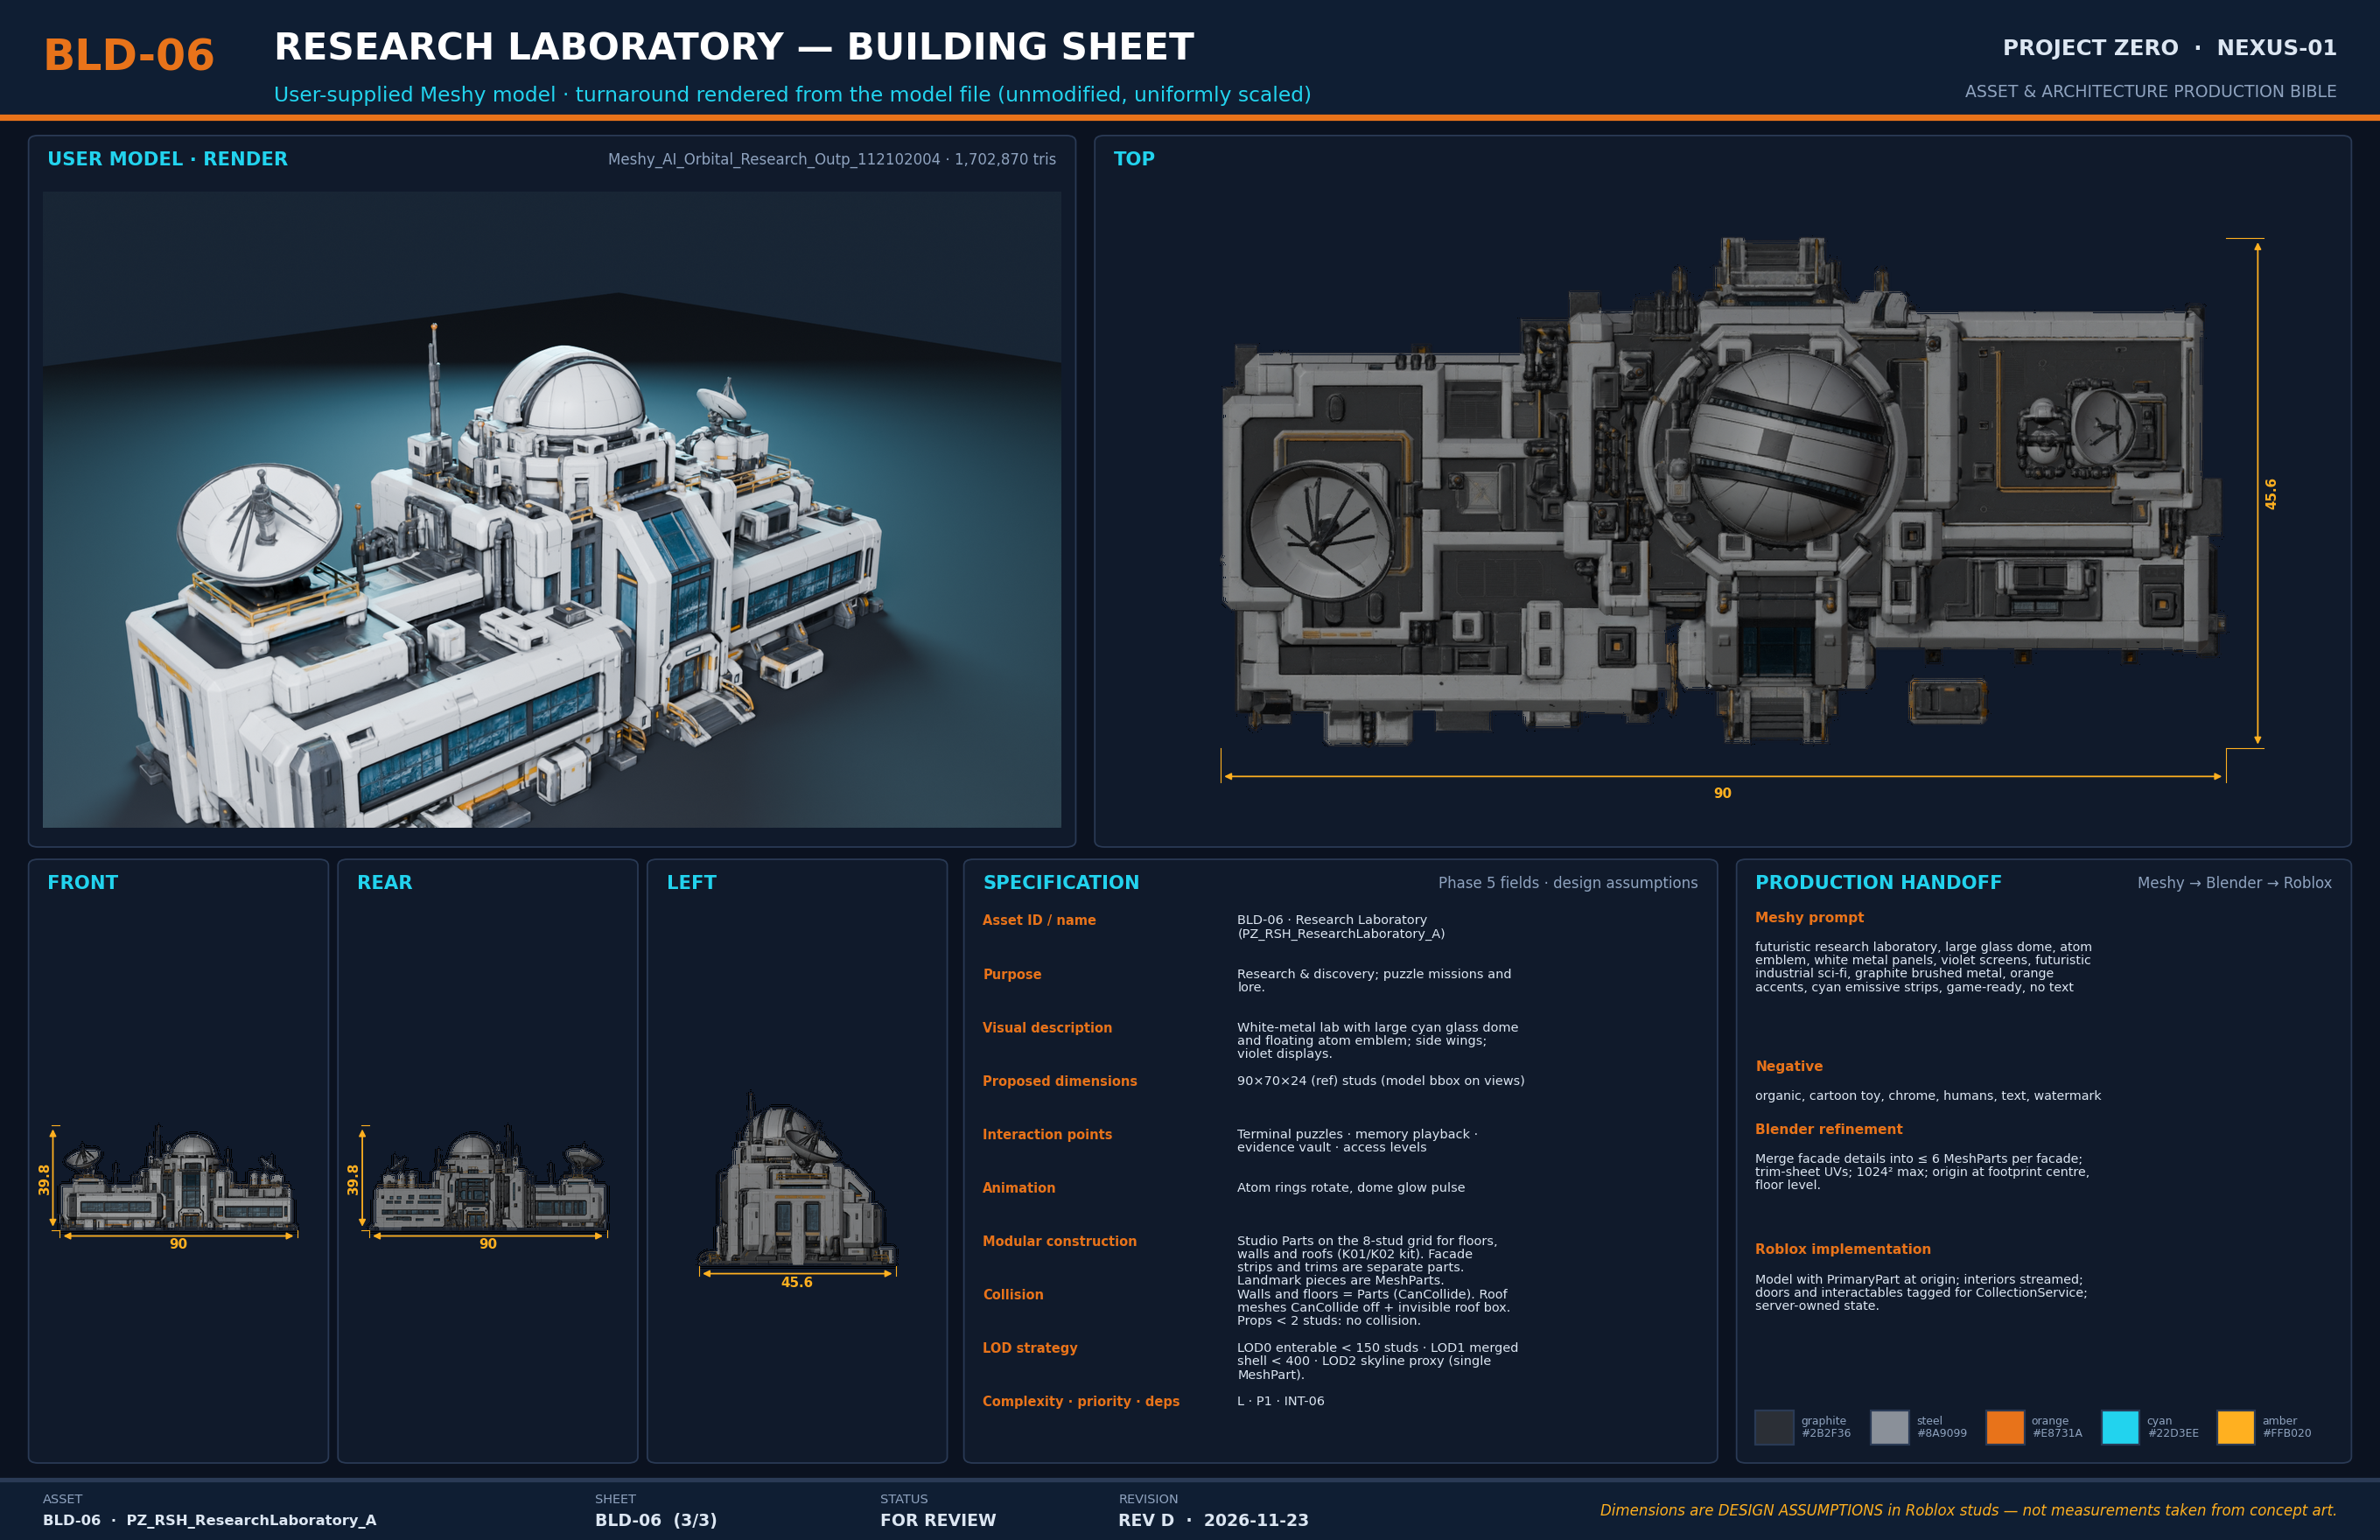 BLD-06
RESEARCH LABORATORY — BUILDING SHEET
User-supplied Meshy model · turnaround rendered from the model file (unmodified, uniformly scaled)
PROJECT ZERO · NEXUS-01
ASSET & ARCHITECTURE PRODUCTION BIBLE
USER MODEL · RENDER
Meshy_AI_Orbital_Research_Outp_112102004 · 1,702,870 tris
TOP
45.6
90
FRONT
39.8
90
REAR
39.8
90
LEFT
45.6
SPECIFICATION
Phase 5 fields · design assumptions
Asset ID / name
BLD-06 · Research Laboratory
(PZ_RSH_ResearchLaboratory_A)
Purpose
Research & discovery; puzzle missions and
lore.
Visual description
White-metal lab with large cyan glass dome
and floating atom emblem; side wings;
violet displays.
Proposed dimensions
90×70×24 (ref) studs (model bbox on views)
Interaction points
Terminal puzzles · memory playback ·
evidence vault · access levels
Animation
Atom rings rotate, dome glow pulse
Modular construction
Studio Parts on the 8-stud grid for floors,
walls and roofs (K01/K02 kit). Facade
strips and trims are separate parts.
Landmark pieces are MeshParts.
Collision
Walls and floors = Parts (CanCollide). Roof
meshes CanCollide off + invisible roof box.
Props < 2 studs: no collision.
LOD strategy
LOD0 enterable < 150 studs · LOD1 merged
shell < 400 · LOD2 skyline proxy (single
MeshPart).
Complexity · priority · deps
L · P1 · INT-06
PRODUCTION HANDOFF
Meshy → Blender → Roblox
Meshy prompt
futuristic research laboratory, large glass dome, atom
emblem, white metal panels, violet screens, futuristic
industrial sci-fi, graphite brushed metal, orange
accents, cyan emissive strips, game-ready, no text
Negative
organic, cartoon toy, chrome, humans, text, watermark
Blender refinement
Merge facade details into ≤ 6 MeshParts per facade;
trim-sheet UVs; 1024² max; origin at footprint centre,
floor level.
Roblox implementation
Model with PrimaryPart at origin; interiors streamed;
doors and interactables tagged for CollectionService;
server-owned state.
graphite
#2B2F36
steel
#8A9099
orange
#E8731A
cyan
#22D3EE
amber
#FFB020
ASSET
BLD-06 · PZ_RSH_ResearchLaboratory_A
SHEET
BLD-06 (3/3)
STATUS
FOR REVIEW
REVISION
REV D · 2026-11-23
Dimensions are DESIGN ASSUMPTIONS in Roblox studs — not measurements taken from concept art.